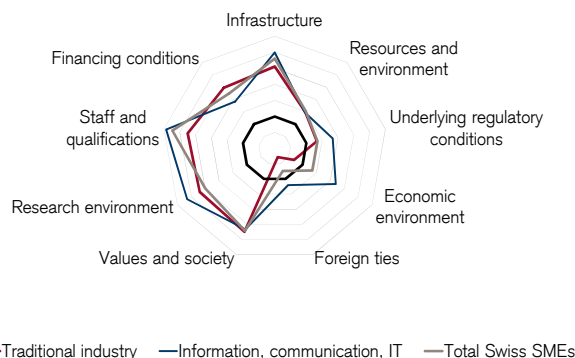 Infrastructure
Financing conditions
Resources and
environment
Staff and
qualifications
Underlying regulatory
conditions
Research environment
Economic
environment
Values and society
Foreign ties
Traditional industry
Information, communication, IT
Total Swiss SMEs